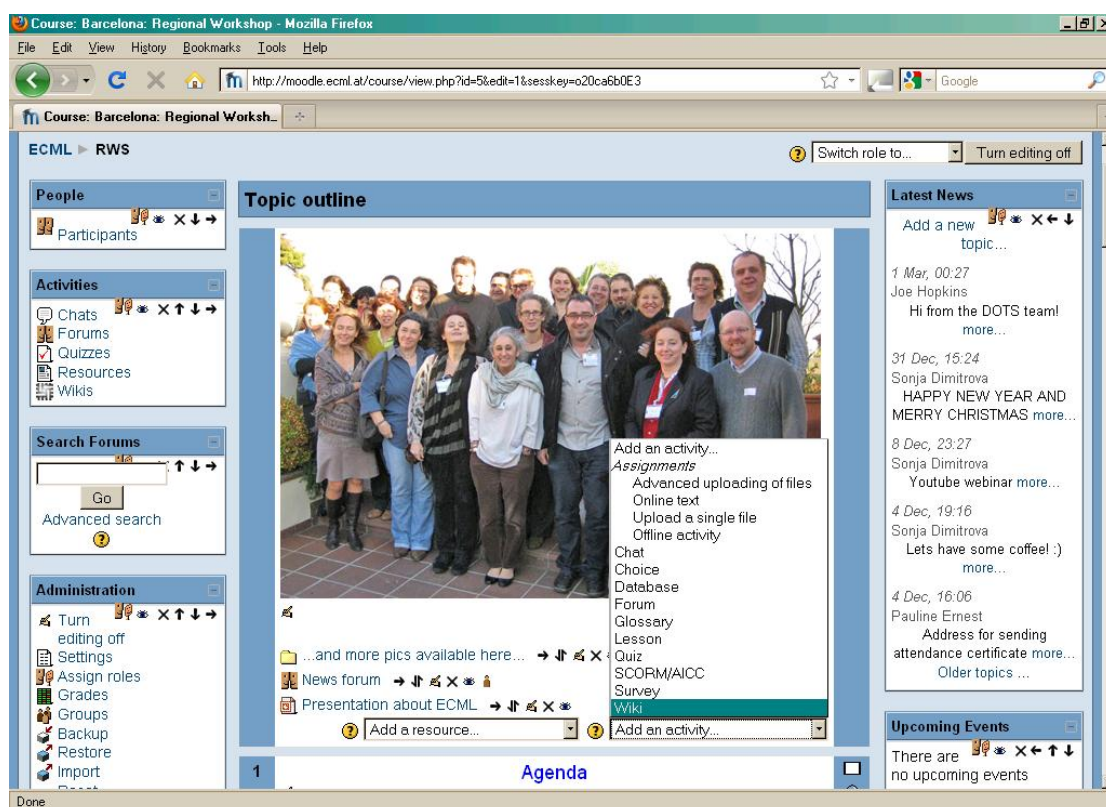 Course: Barcelona: Regional Workshop - Mozilla Firefox
File Edit View History Bookmarks Tools Help
http://moodle.ecml.at/course/view.php?id=5&edit=1&sesskey=o20ca6b0E3
Google
Course: Barcelona: Regional Worksh...
ECML ► RWS
Switch role to...
Turn editing off
People
Participants
Activities
Chats
Forums
Quizzes
Resources
Wikis
Search Forums
Go
Advanced search
Administration
Turn
editing off
Settings
Assign roles
Grades
Groups
Backup
Restore
Import
Topic outline
Add an activity...
Assignments
Advanced uploading of files
Online text
Upload a single file
Offline activity
Chat
Choice
Database
Forum
Glossary
Lesson
Quiz
SCORM/AICC
Survey
Wiki
...and more pics available here...
News forum
Presentation about ECML
Add a resource...
Add an activity...
1
Agenda
Latest News
Add a new
topic...
1 Mar, 00:27
Joe Hopkins
Hi from the DOTS team!
more...
31 Dec, 15:24
Sonja Dimitrova
HAPPY NEW YEAR AND
MERRY CHRISTMAS more...
8 Dec, 23:27
Sonja Dimitrova
Youtube webinar more...
4 Dec, 19:16
Sonja Dimitrova
Lets have some coffee! :)
more...
4 Dec, 16:06
Pauline Ernest
Address for sending
attendance certificate more...
Older topics ...
Upcoming Events
There are
no upcoming events
Done